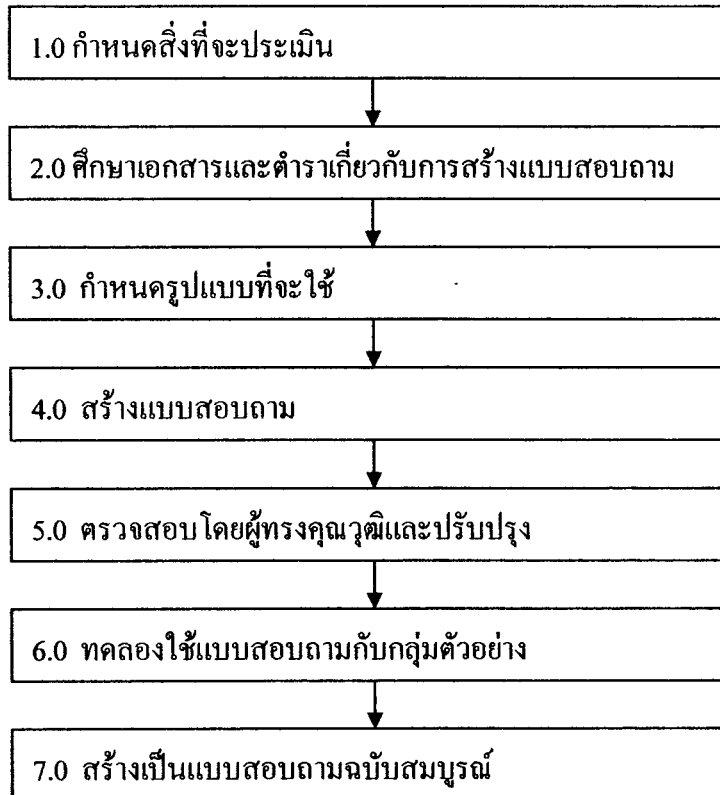 1.0 กำหนดสิ่งที่จะประเมิน
2.0 ศึกษาเอกสารและตำราเกี่ยวกับการสร้างแบบสอบถาม
3.0 กำหนดรูปแบบที่จะใช้
4.0 สร้างแบบสอบถาม
5.0 ตรวจสอบโดยผู้ทรงคุณวุฒิและปรับปรุง
6.0 ทดลองใช้แบบสอบถามกับกลุ่มตัวอย่าง
7.0 สร้างเป็นแบบสอบถามฉบับสมบูรณ์